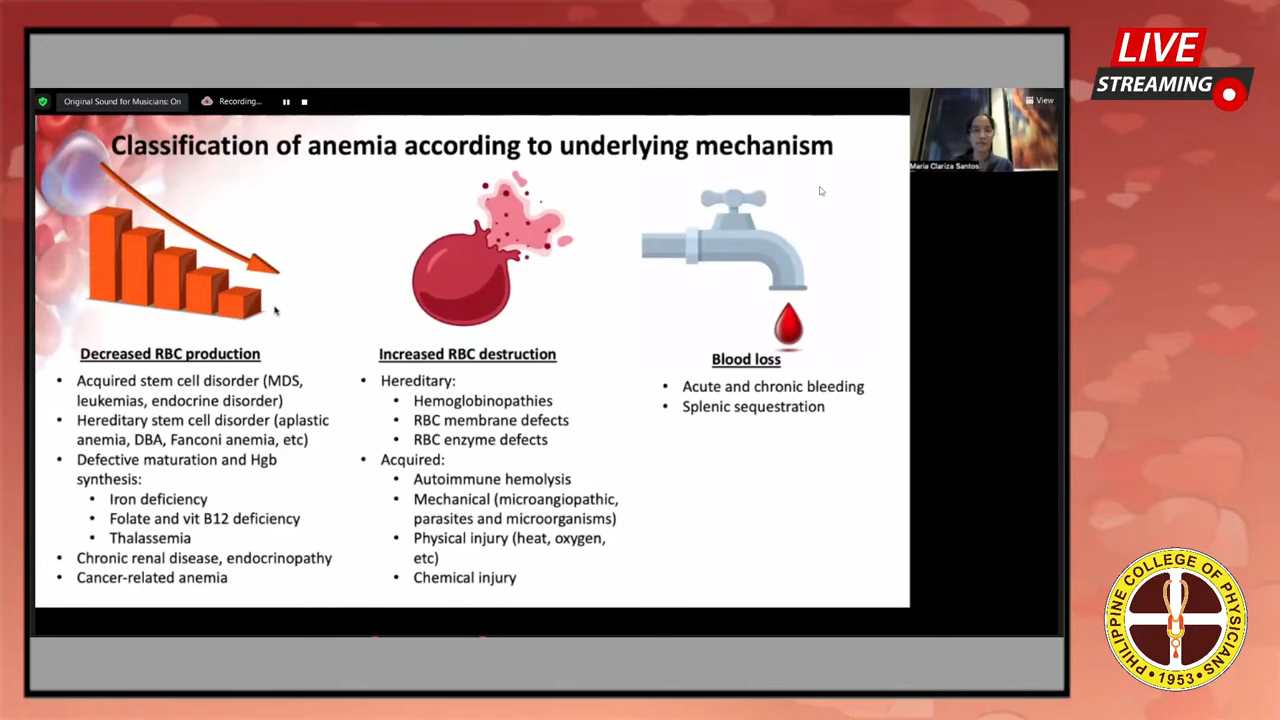 LIVE
STREAMING
Original Sound for Musicians: On
Recording...
View
Maria Clariza Santos
Classification of anemia according to underlying mechanism
Decreased RBC production
• Acquired stem cell disorder (MDS,
leukemias, endocrine disorder)
• Hereditary stem cell disorder (aplastic
anemia, DBA, Fanconi anemia, etc)
• Defective maturation and Hgb
synthesis:
• Iron deficiency
• Folate and vit B12 deficiency
• Thalassemia
• Chronic renal disease, endocrinopathy
• Cancer-related anemia
Increased RBC destruction
• Hereditary:
• Hemoglobinopathies
• RBC membrane defects
• RBC enzyme defects
• Acquired:
• Autoimmune hemolysis
• Mechanical (microangiopathic,
parasites and microorganisms)
• Physical injury (heat, oxygen,
etc)
• Chemical injury
Blood loss
• Acute and chronic bleeding
• Splenic sequestration
PHILIPPINE COLLEGE OF PHYSICIANS
• 1953 •